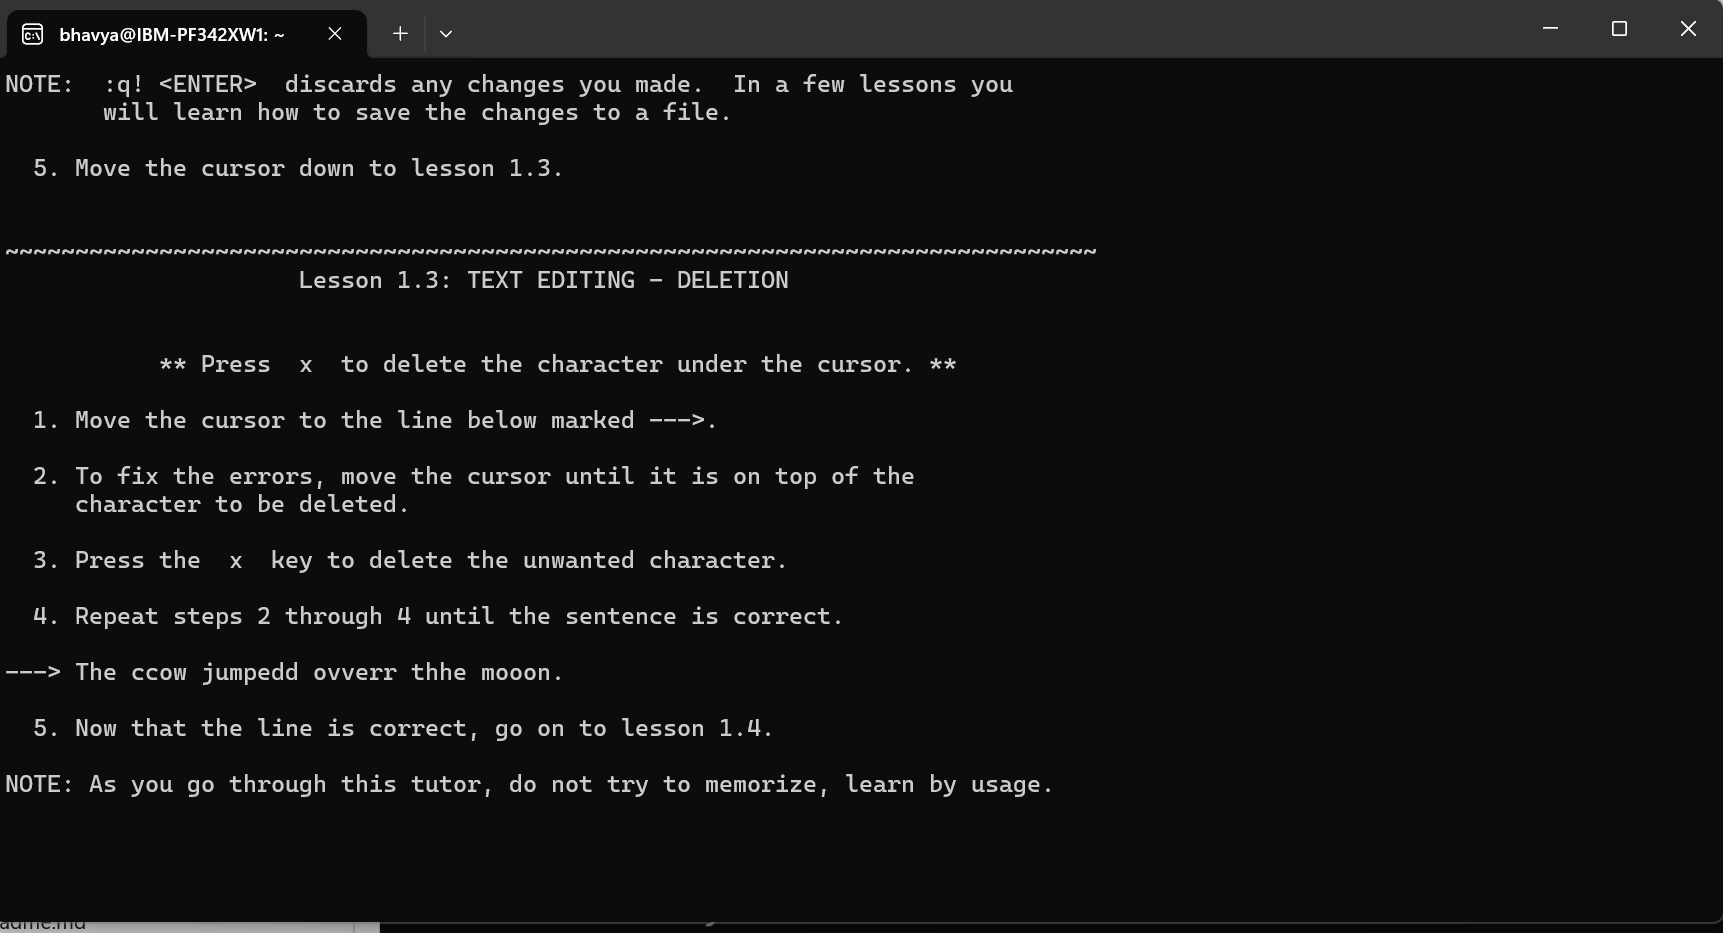 bhavya@IBM-PF342XW1: ~
NOTE:  :q! <ENTER>  discards any changes you made.  In a few lessons you
       will learn how to save the changes to a file.
  5. Move the cursor down to lesson 1.3.
~~~~~~~~~~~~~~~~~~~~~~~~~~~~~~~~~~~~~~~~~~~~~~~~~~~~~~~~~~~~~~~~~~~~~~~~~~~~~~
                     Lesson 1.3: TEXT EDITING - DELETION
           ** Press  x  to delete the character under the cursor. **
  1. Move the cursor to the line below marked --->.
  2. To fix the errors, move the cursor until it is on top of the
     character to be deleted.
  3. Press the  x  key to delete the unwanted character.
  4. Repeat steps 2 through 4 until the sentence is correct.
---> The ccow jumpedd ovverr thhe mooon.
  5. Now that the line is correct, go on to lesson 1.4.
NOTE: As you go through this tutor, do not try to memorize, learn by usage.